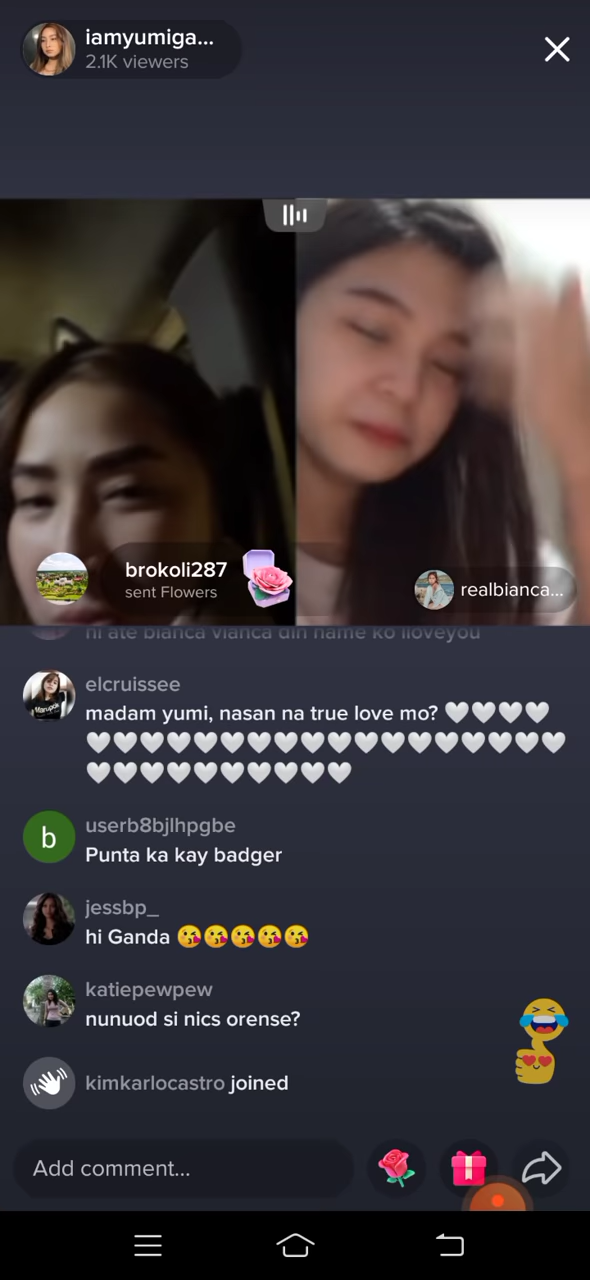 iamyumiga...
2.1K viewers
brokoli287
sent Flowers
realbianca...
hi ate bianca vianca din name ko iloveyou
elcruissee
madam yumi, nasan na true love mo? 🤍🤍🤍🤍
🤍🤍🤍🤍🤍🤍🤍🤍🤍🤍🤍🤍🤍🤍🤍🤍🤍🤍
🤍🤍🤍🤍🤍🤍🤍🤍🤍🤍
b
userb8bjlhpgbe
Punta ka kay badger
jessbp_
hi Ganda 😘😘😘😘😘
katiepewpew
nunuod si nics orense?
kimkarlocastro joined
Add comment...